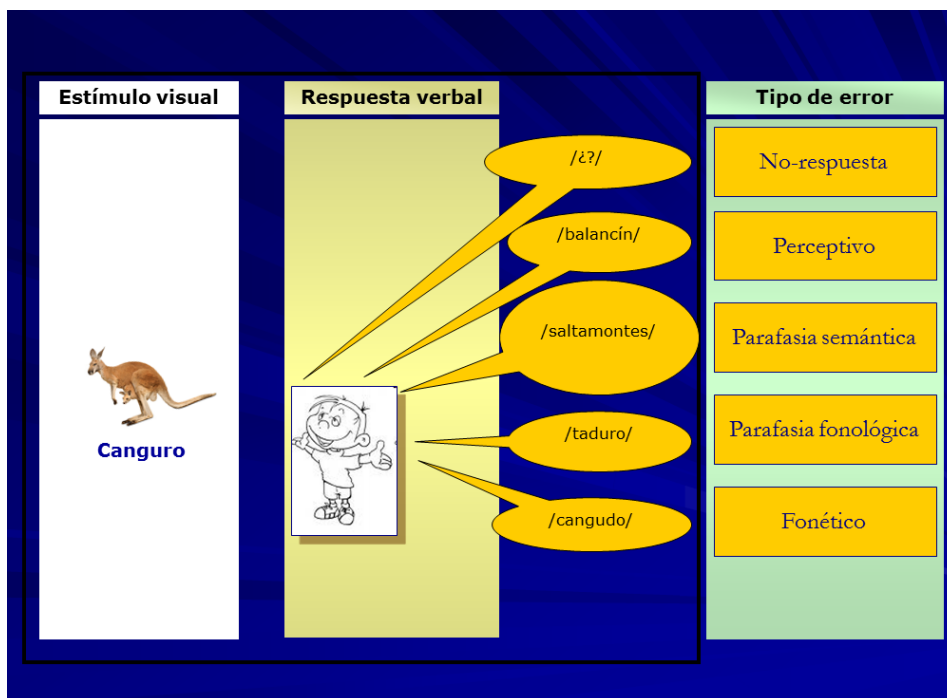 Estímulo visual
Respuesta verbal
Tipo de error
/¿?/
No-respuesta
/balancín/
Perceptivo
/saltamontes/
Parafasia semántica
/taduro/
Parafasia fonológica
Canguro
/cangudo/
Fonético